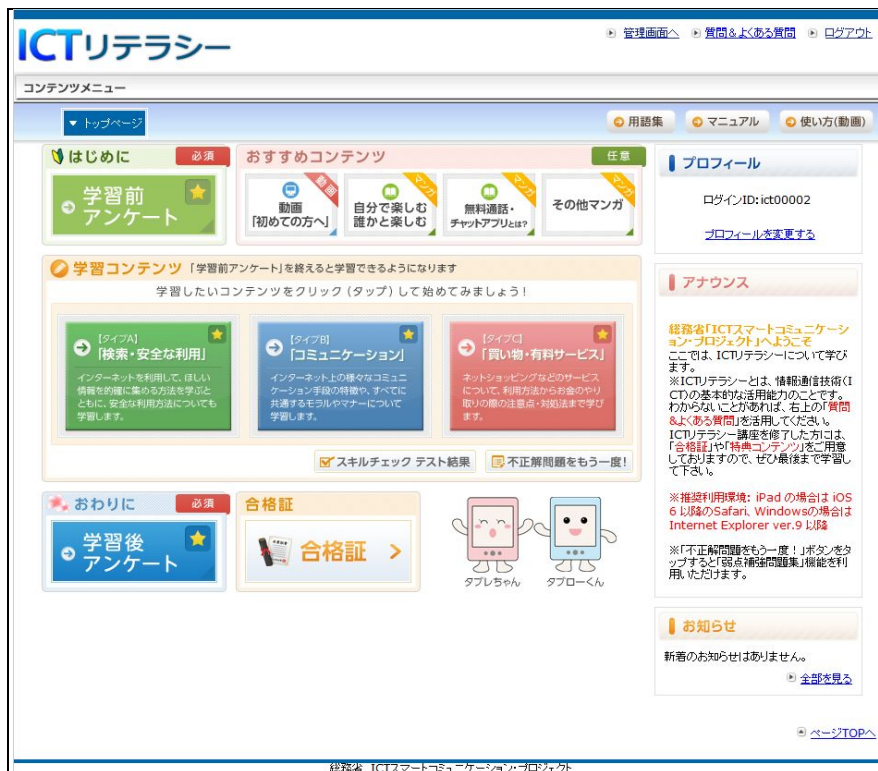 ICTリテラシー
管理画面へ
質問＆よくある質問
ログアウト
コンテンツメニュー
▼ トップページ
用語集
マニュアル
使い方(動画)
はじめに
必須
学習前
アンケート
おすすめコンテンツ
任意
動画
動画
「初めての方へ」
マンガ
自分で楽しむ
誰かと楽しむ
マンガ
無料通話・
チャットアプリとは?
マンガ
その他マンガ
学習コンテンツ 「学習前アンケート」を終えると学習できるようになります
学習したいコンテンツをクリック（タップ）して始めてみましょう！
【タイプA】
「検索・安全な利用」
インターネットを利用して、ほしい
情報を的確に集める方法を学ぶと
ともに、安全な利用方法についても
学習します。
【タイプB】
「コミュニケーション」
インターネット上の様々なコミュニ
ケーション手段の特徴や、すべてに
共通するモラルやマナーについて
学習します。
【タイプC】
「買い物・有料サービス」
ネットショッピングなどのサービス
について、利用方法からお金のやり
取りの際の注意点・対処法まで学び
ます。
スキルチェック テスト結果
不正解問題をもう一度！
おわりに
必須
学習後
アンケート
合格証
合格証
タブレちゃん
タブローくん
プロフィール
ログインID:ict00002
プロフィールを変更する
アナウンス
総務省「ICTスマートコミュニケーシ
ョン・プロジェクト」へようこそ
ここでは、ICTリテラシーについて学び
ます。
※ICTリテラシーとは、情報通信技術(I
CT)の基本的な活用能力のことです。
わからないことがあれば、右上の「質問
＆よくある質問」を活用してください。
ICTリテラシー講座を修了した方には、
「合格証」や「特典コンテンツ」をご用意
しておりますので、ぜひ最後まで学習し
て下さい。
※推奨利用環境: iPad の場合は iOS
6 以降のSafari、Windowsの場合は
Internet Explorer ver.9 以降
※「不正解問題をもう一度！」ボタンをタ
ップすると「弱点補強問題集」機能を利
用いただけます。
お知らせ
新着のお知らせはありません。
全部を見る
ページTOPへ
総務省 ICTスマートコミュニケーション・プロジェクト